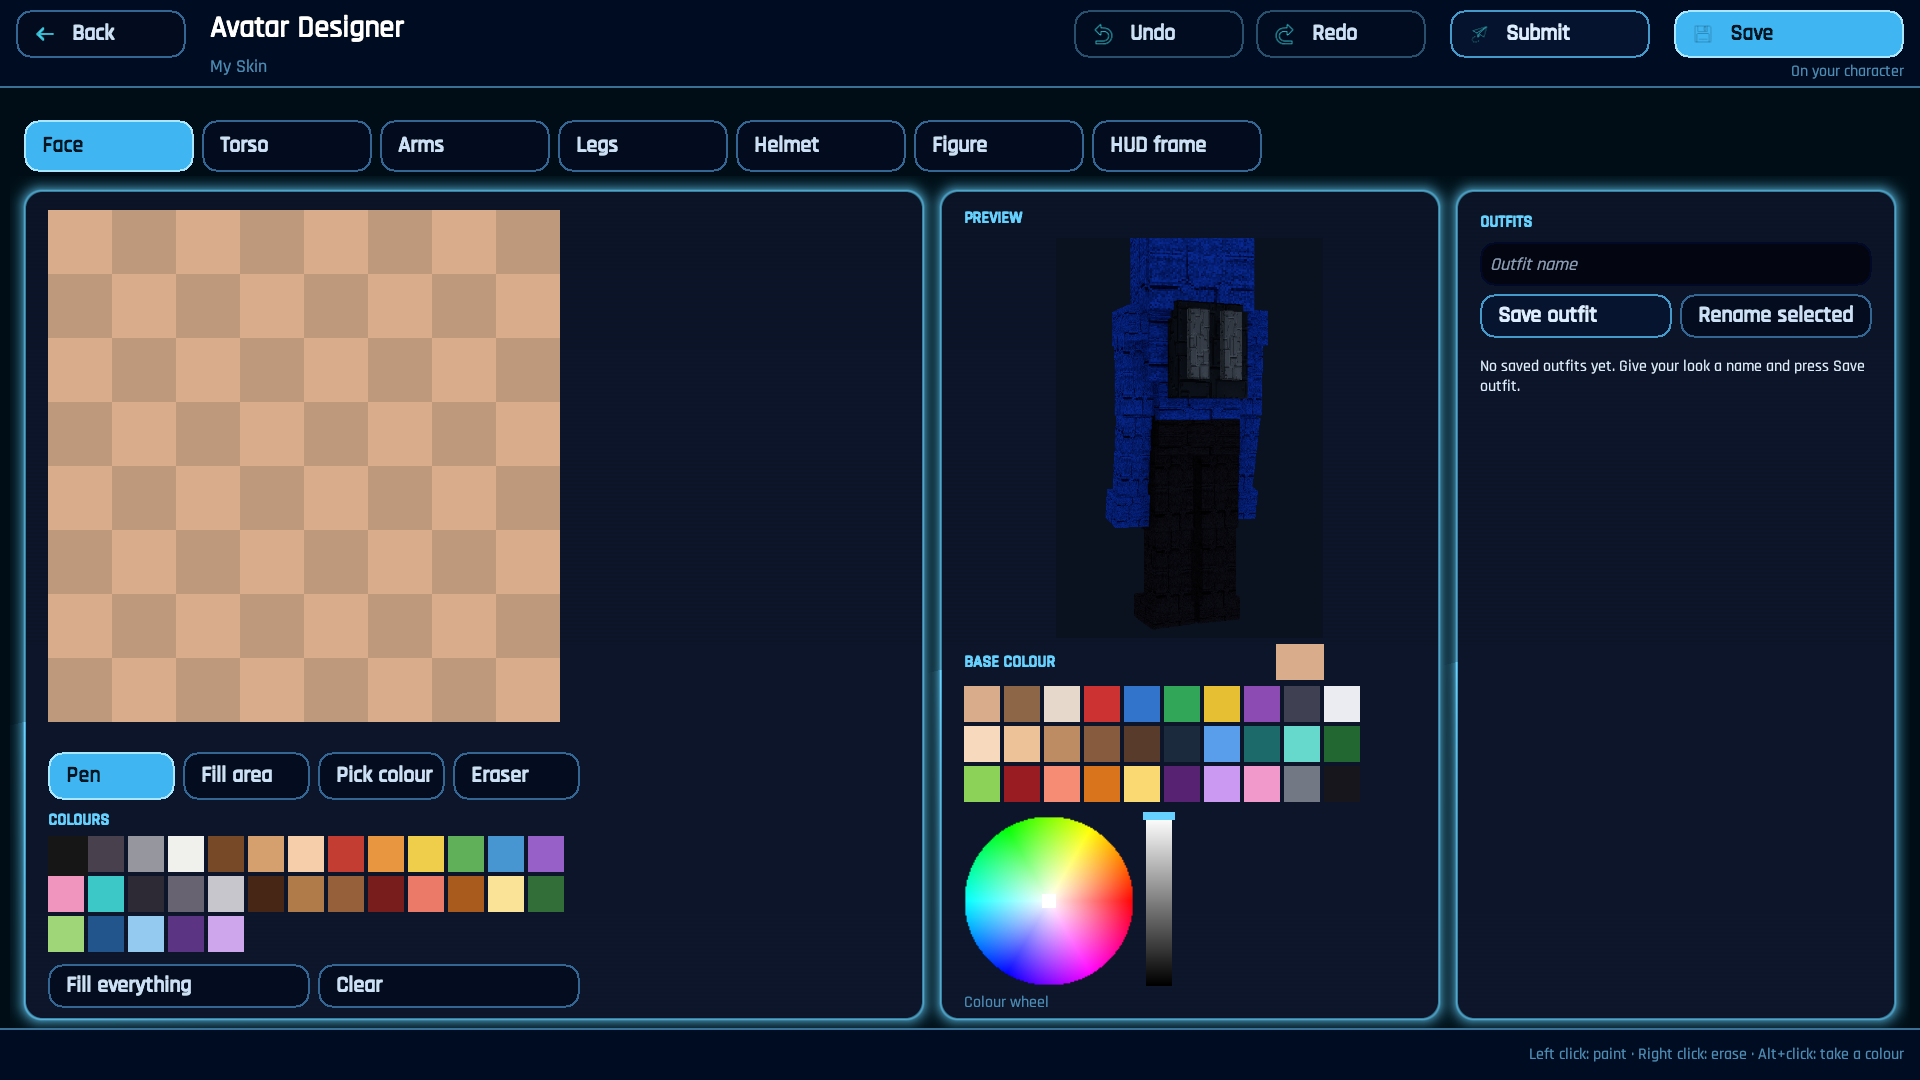 Back
Avatar Designer
My Skin
Undo
Redo
Submit
Save
On your character
Face
Torso
Arms
Legs
Helmet
Figure
HUD frame
PREVIEW
OUTFITS
Outfit name
Save outfit
Rename selected
No saved outfits yet. Give your look a name and press Save
outfit.
BASE COLOUR
Pen
Fill area
Pick colour
Eraser
COLOURS
Fill everything
Clear
Colour wheel
Left click: paint · Right click: erase · Alt+click: take a colour